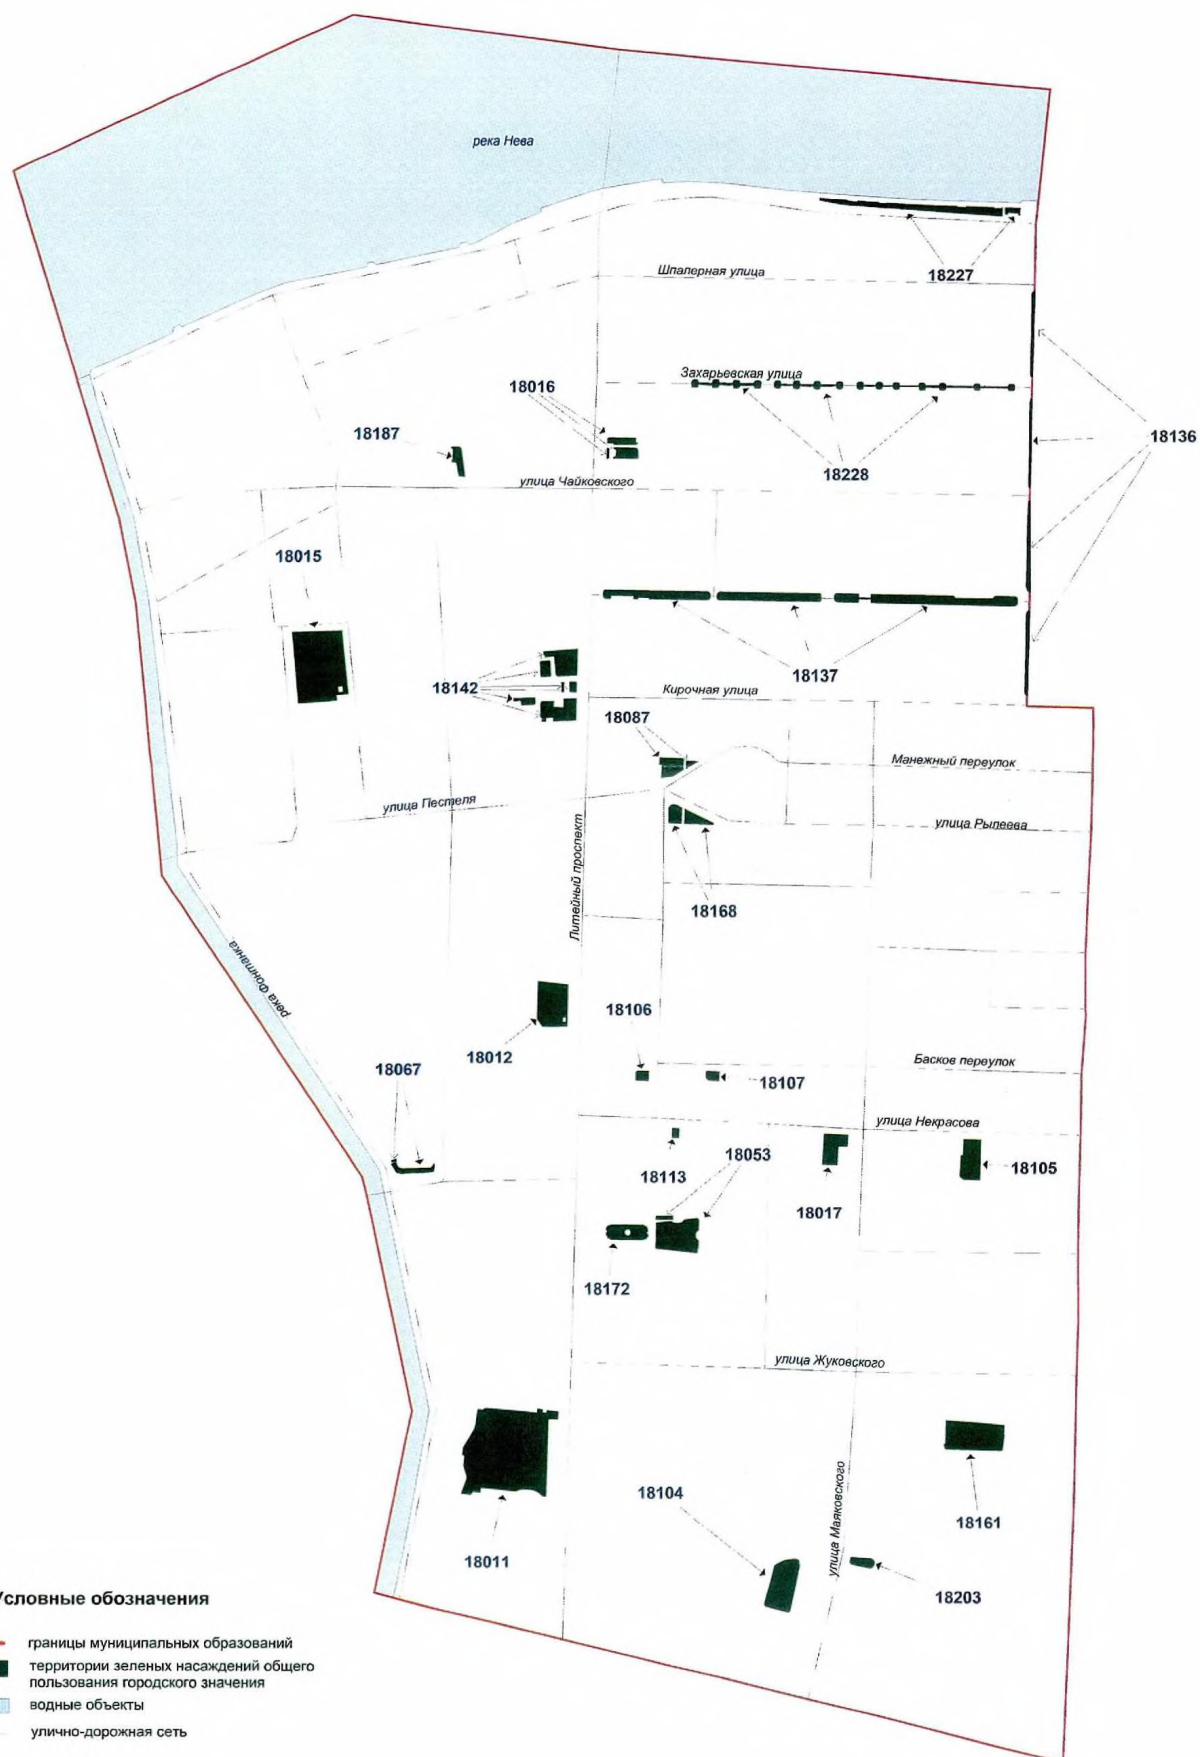 река Нева
Шпалерная улица
18227
Захарьевская улица
18016
18187
18136
18228
улица Чайковского
18015
18137
18142
Кирочная улица
18087
Манежный переулок
улица Пестеля
улица Рылеева
Литейный проспект
18168
река Фонтанка
18106
18012
Басков переулок
18067
18107
улица Некрасова
18113
18053
18105
18017
18172
улица Жуковского
улица Маяковского
18104
18161
18011
18203
Условные обозначения
границы муниципальных образований
территории зеленых насаждений общего
пользования городского значения
водные объекты
улично-дорожная сеть